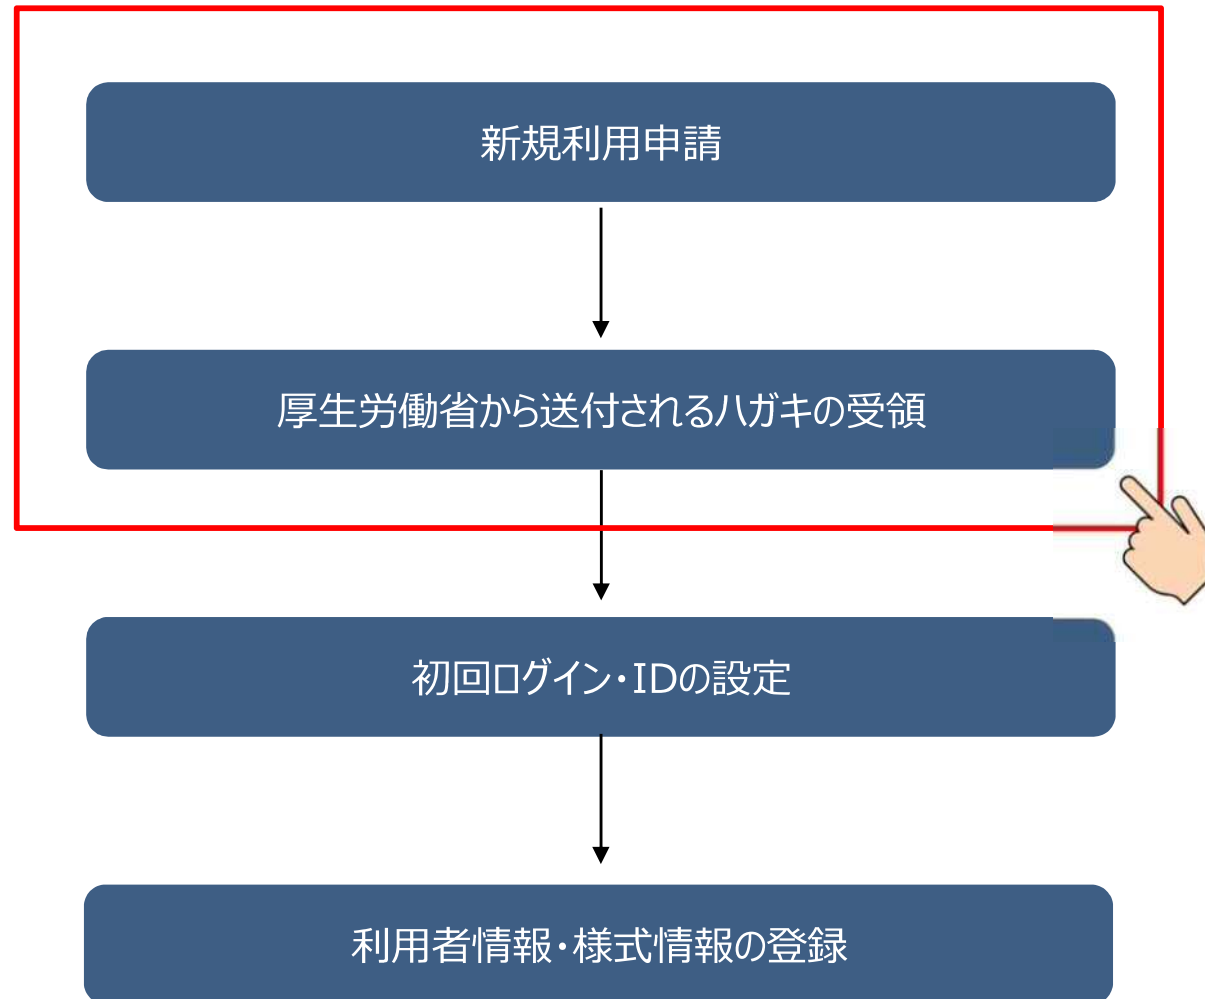 新規利用申請
厚生労働省から送付されるハガキの受領
初回ログイン・IDの設定
利用者情報・様式情報の登録